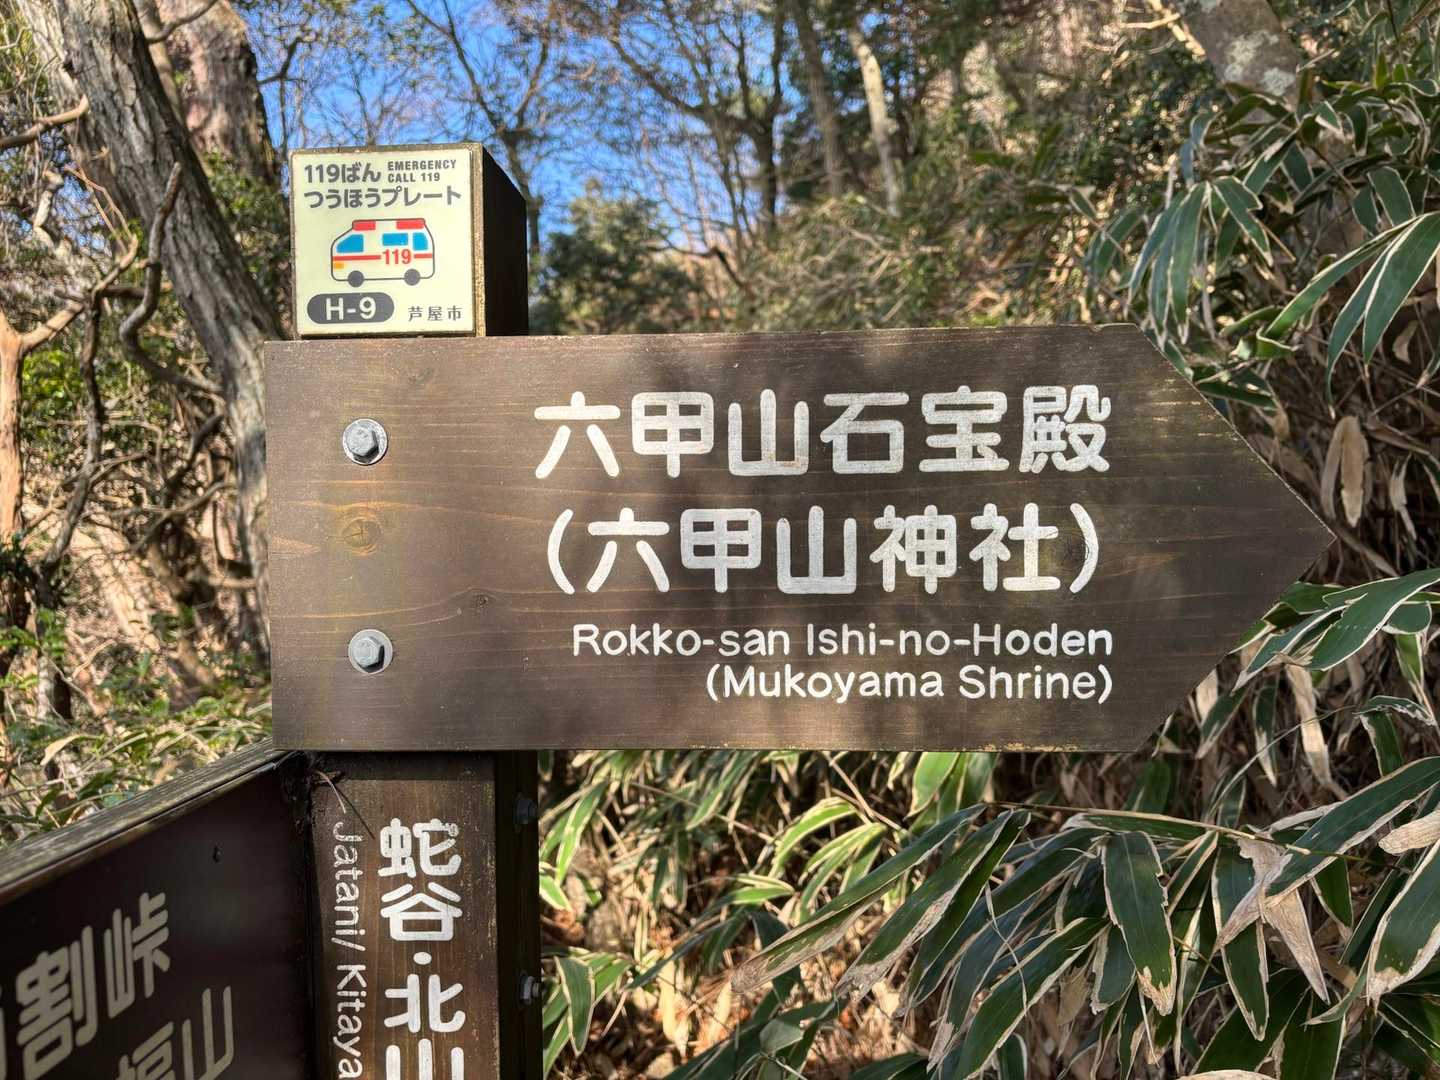 119ばん EMERGENCY CALL 119
つうほうプレート
119
H-9 芦屋市
六甲山石宝殿
(六甲山神社)
Rokko-san Ishi-no-Hoden
(Mukoyama Shrine)
蛇谷・北山
Jatani/ Kitaya
割峠
山